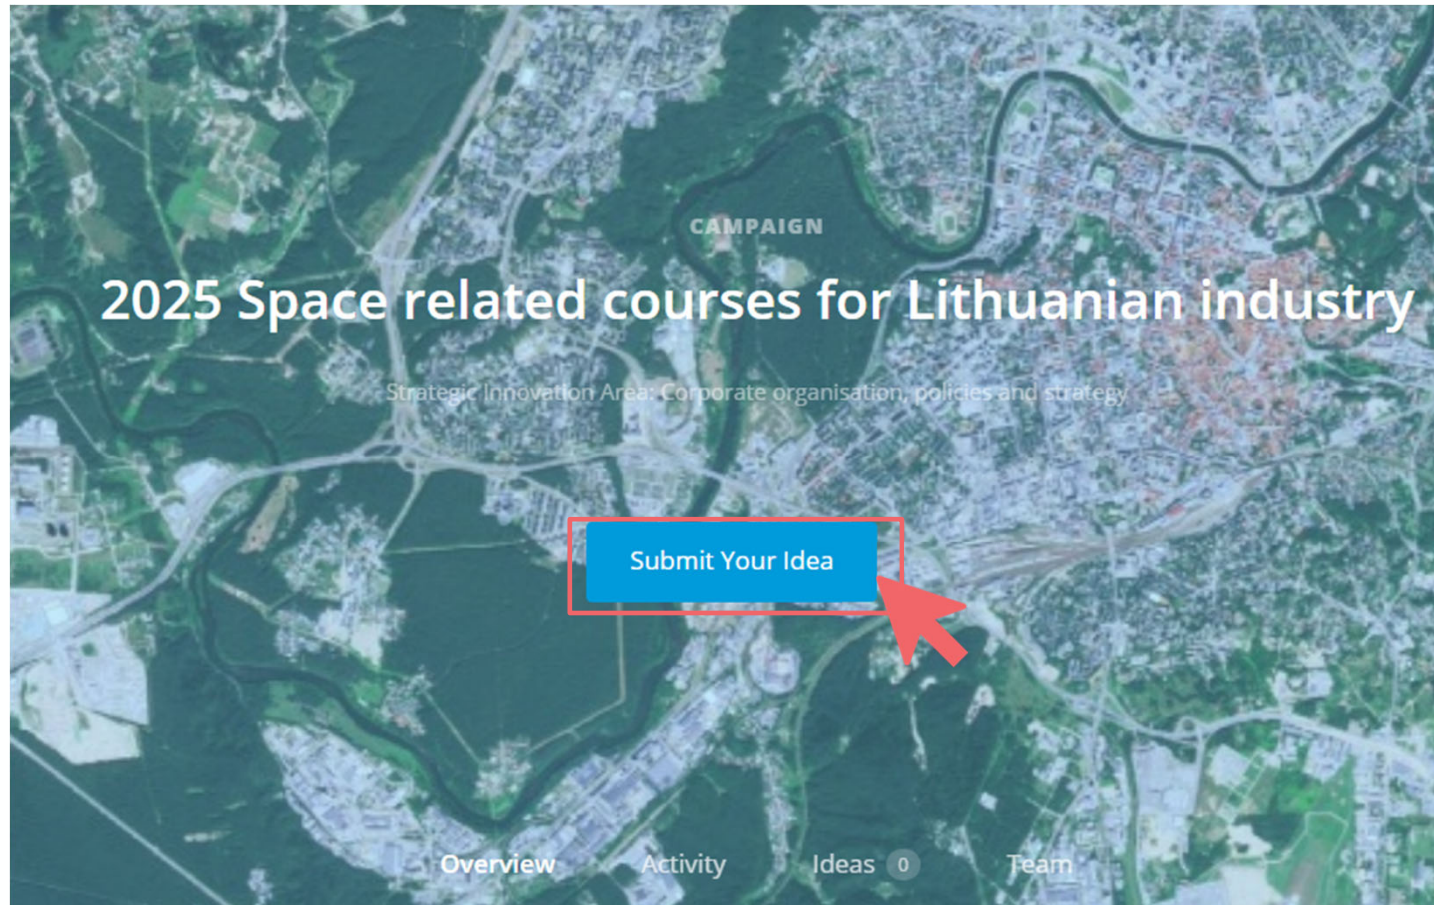 CAMPAIGN
2025 Space related courses for Lithuanian industry
Strategic Innovation Area: Corporate organisation, policies and strategy
Submit Your Idea
Overview Activity Ideas 0 Team